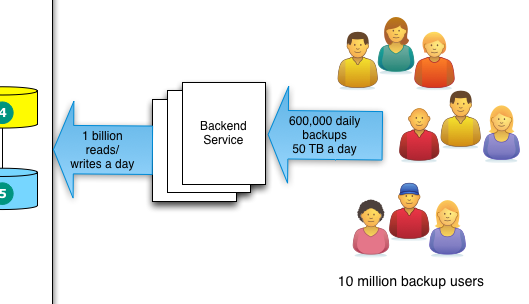 4
5
1 billion
reads/
writes a day
Backend
Service
600,000 daily
backups
50 TB a day
10 million backup users